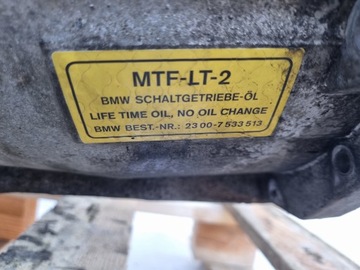 MTF-LT-2
BMW SCHALTGETRIEBE-ÖL
LIFE TIME OIL, NO OIL CHANGE
BMW BEST.-NR.: 23 00-7 533 513